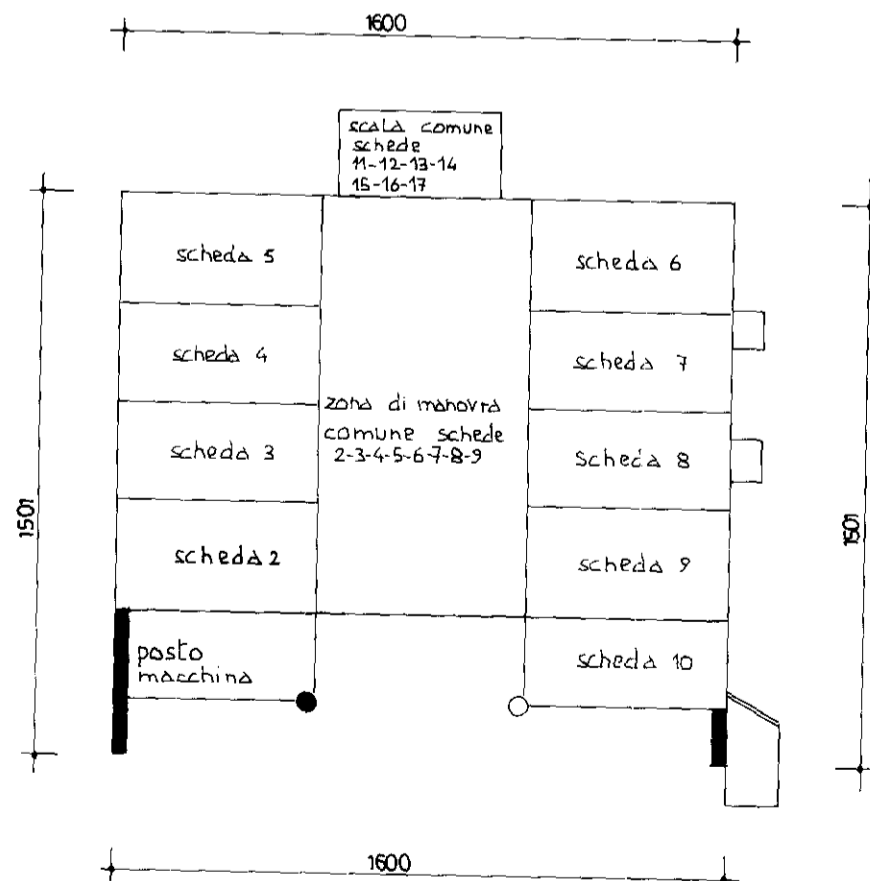 1600
scala comune
schede
11-12-13-14
15-16-17
scheda 5
scheda 6
scheda 4
scheda 7
zona di manovra
comune schede
2-3-4-5-6-7-8-9
scheda 3
scheda 8
1501
1501
scheda 2
scheda 9
posto
macchina
scheda 10
1600